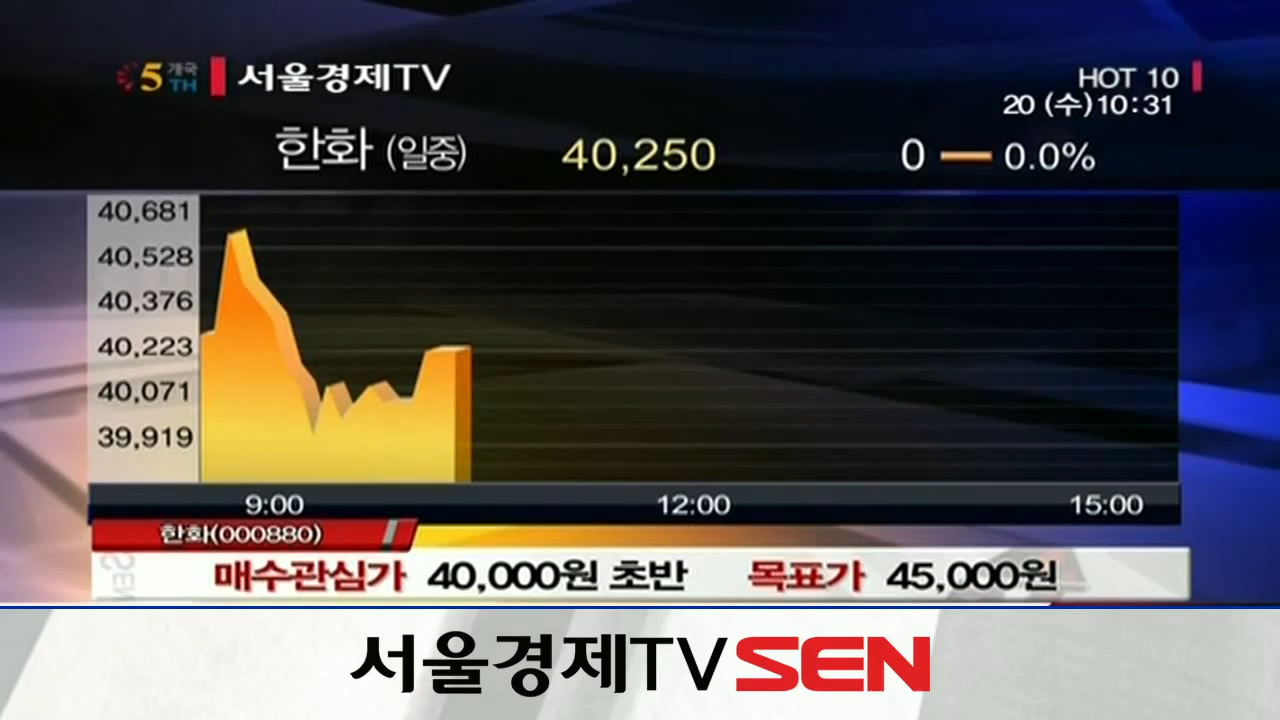 5 개국 TH 서울경제TV
HOT 10
20 (수) 10:31
한화 (일중) 40,250 0 0.0%
40,681
40,528
40,376
40,223
40,071
39,919
9:00 12:00 15:00
한화(000880)
SEN
매수관심가 40,000원 초반 목표가 45,000원
서울경제TV SEN